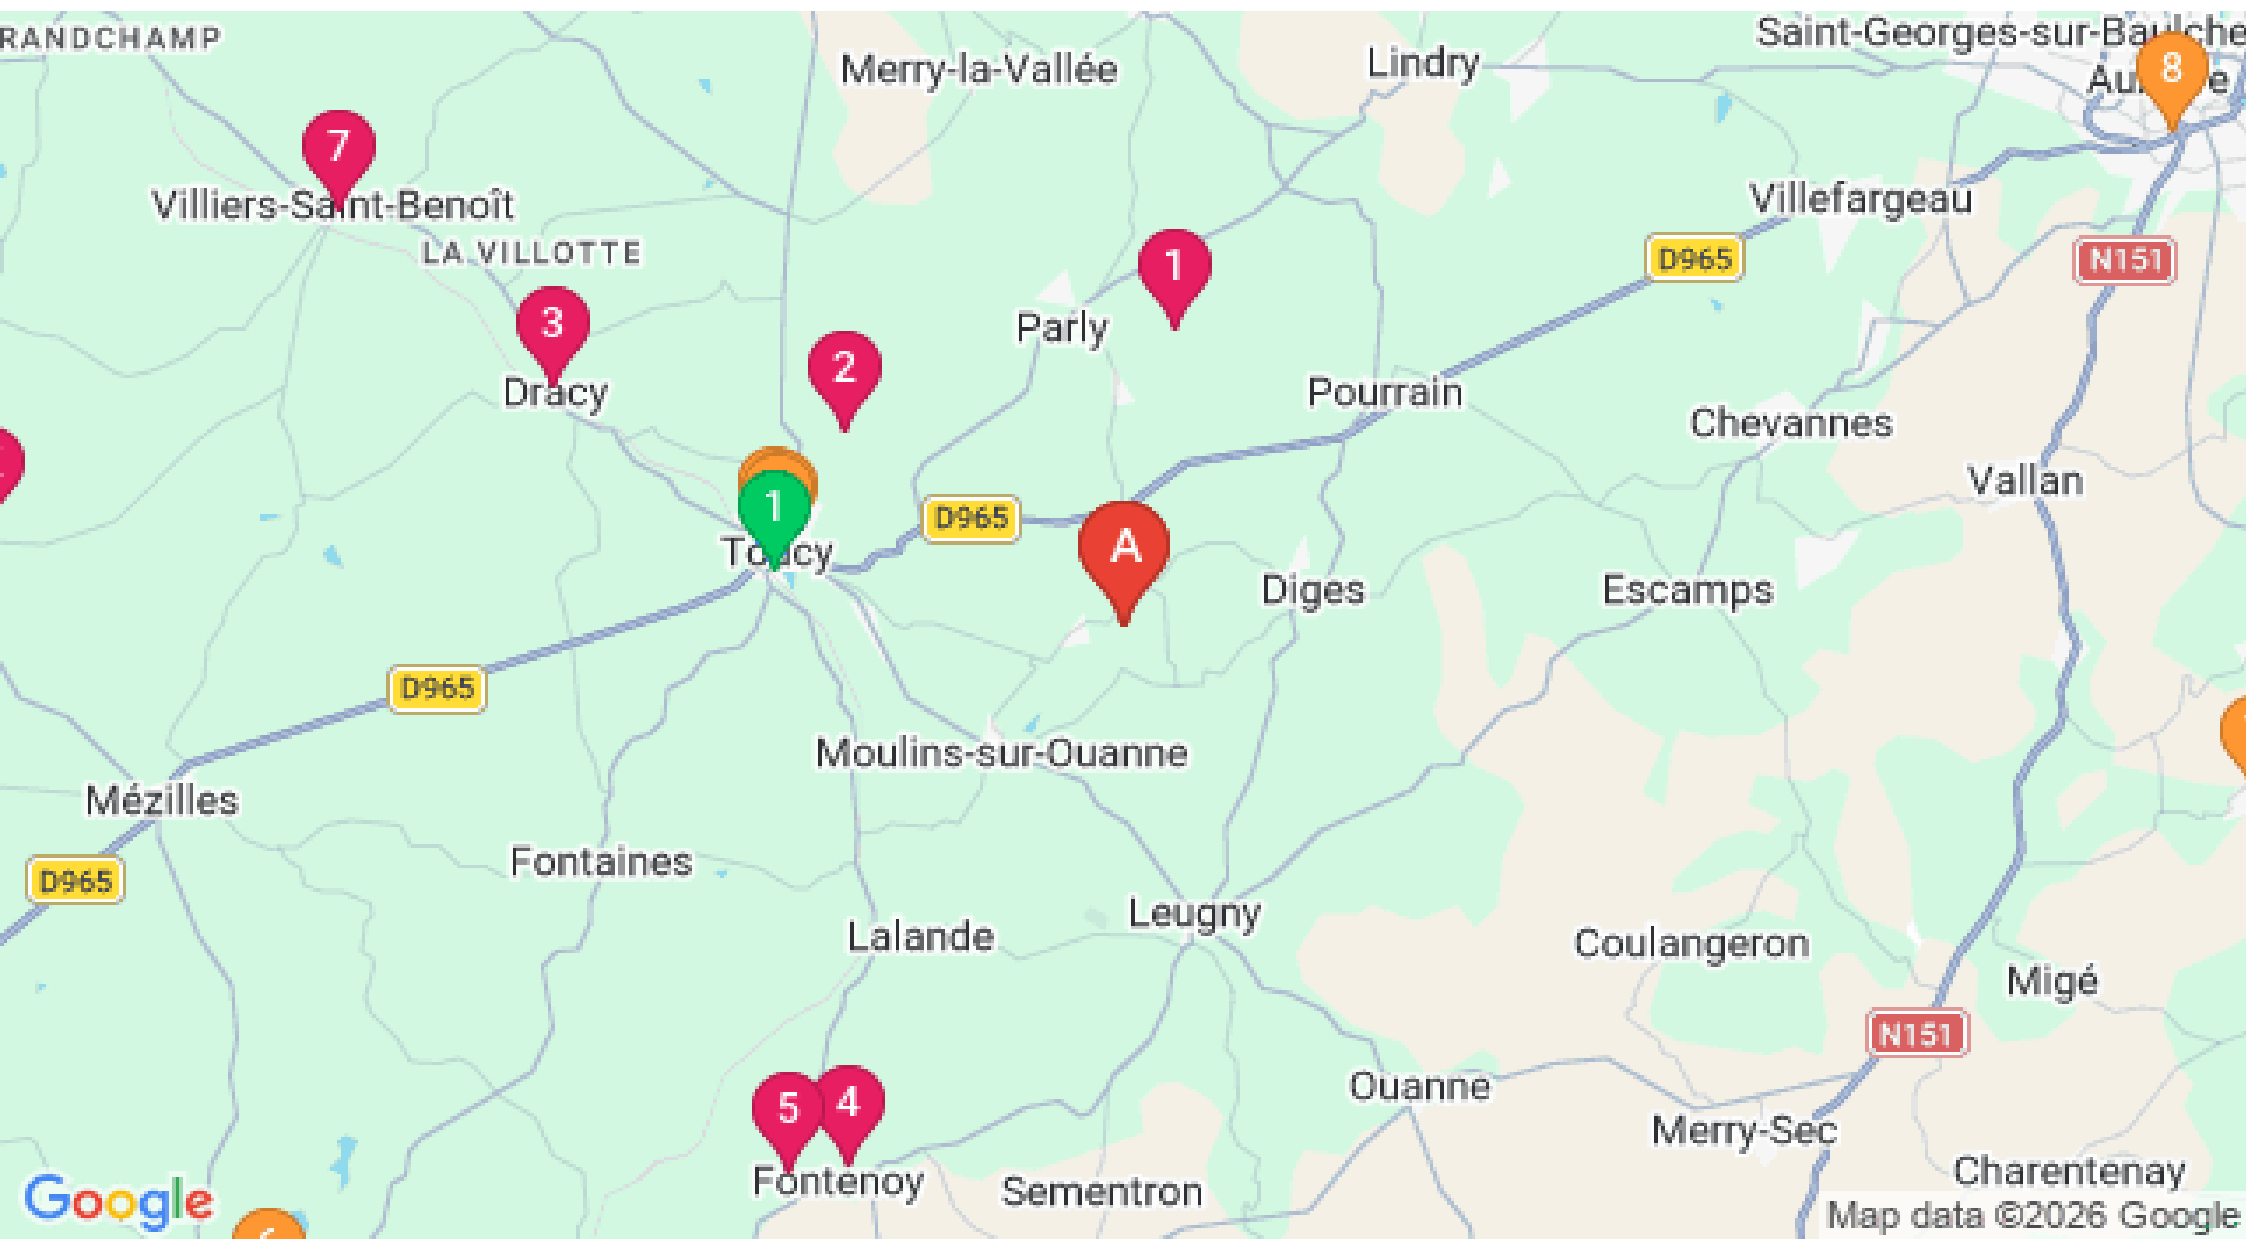 RANDCHAMP
Saint-Georges-sur-Baulche
Merry-la-Vallée
Lindry
8
7
Villiers-Saint-Benoît
Villefargeau
LA VILLOTTE
D965
N151
1
3
Parly
2
Dracy
Pourrain
Chevannes
Vallan
1
D965
A
Toucy
Diges
Escamps
D965
Moulins-sur-Ouanne
Mézilles
Fontaines
D965
Leugny
Lalande
Coulangeron
Migé
N151
Ouanne
5
4
Merry-Sec
Fontenoy
Sementron
Charentenay
Google
Map data ©2026 Google